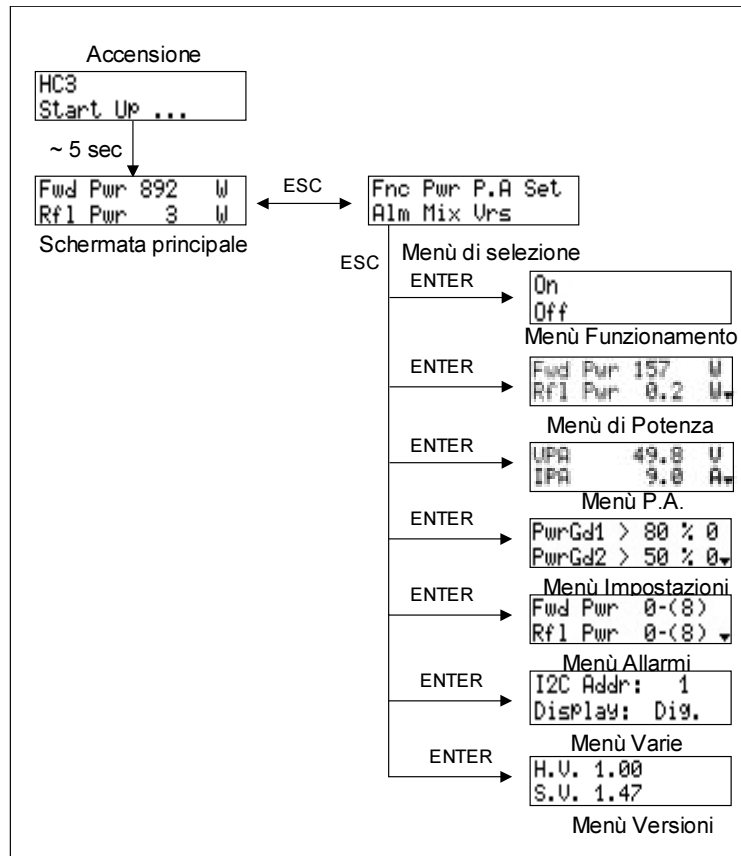 Accensione
HC3
Start Up ...
~ 5 sec
Fwd Pwr 892 W
Rfl Pwr 3 W
Schermata principale
ESC
Fnc Pwr P.A Set
Alm Mix Vrs
Menù di selezione
ESC
ENTER
On
Off
Menù Funzionamento
ENTER
Fwd Pwr 157 W
Rfl Pwr 0.2 W
Menù di Potenza
ENTER
VPA 49.8 V
IPA 9.0 A
Menù P.A.
ENTER
PwrGd1 > 80 % 0
PwrGd2 > 50 % 0
Menù Impostazioni
ENTER
Fwd Pwr 0-(8)
Rfl Pwr 0-(8)
Menù Allarmi
ENTER
I2C Addr: 1
Display: Dig.
Menù Varie
ENTER
H.V. 1.00
S.V. 1.47
Menù Versioni